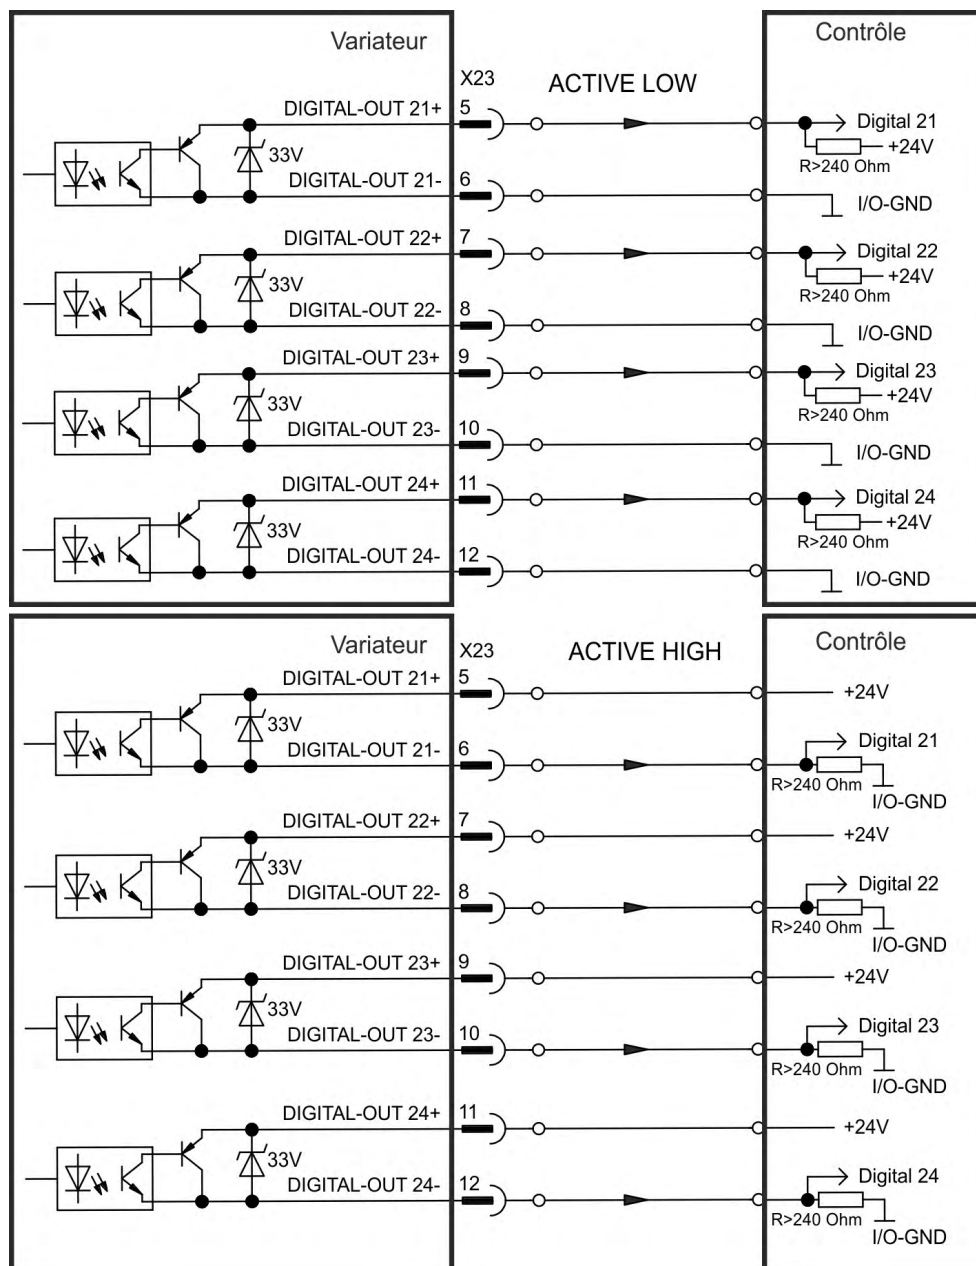 Variateur
Contrôle
X23
ACTIVE LOW
DIGITAL-OUT 21+
5
Digital 21
33V
+24V
R>240 Ohm
DIGITAL-OUT 21-
6
I/O-GND
DIGITAL-OUT 22+
7
Digital 22
33V
+24V
R>240 Ohm
DIGITAL-OUT 22-
8
I/O-GND
DIGITAL-OUT 23+
9
Digital 23
33V
+24V
R>240 Ohm
DIGITAL-OUT 23-
10
I/O-GND
DIGITAL-OUT 24+
11
Digital 24
33V
+24V
R>240 Ohm
DIGITAL-OUT 24-
12
I/O-GND
Variateur
Contrôle
X23
ACTIVE HIGH
DIGITAL-OUT 21+
5
+24V
33V
DIGITAL-OUT 21-
6
Digital 21
R>240 Ohm
I/O-GND
DIGITAL-OUT 22+
7
+24V
33V
DIGITAL-OUT 22-
8
Digital 22
R>240 Ohm
I/O-GND
DIGITAL-OUT 23+
9
+24V
33V
DIGITAL-OUT 23-
10
Digital 23
R>240 Ohm
I/O-GND
DIGITAL-OUT 24+
11
+24V
33V
DIGITAL-OUT 24-
12
Digital 24
R>240 Ohm
I/O-GND